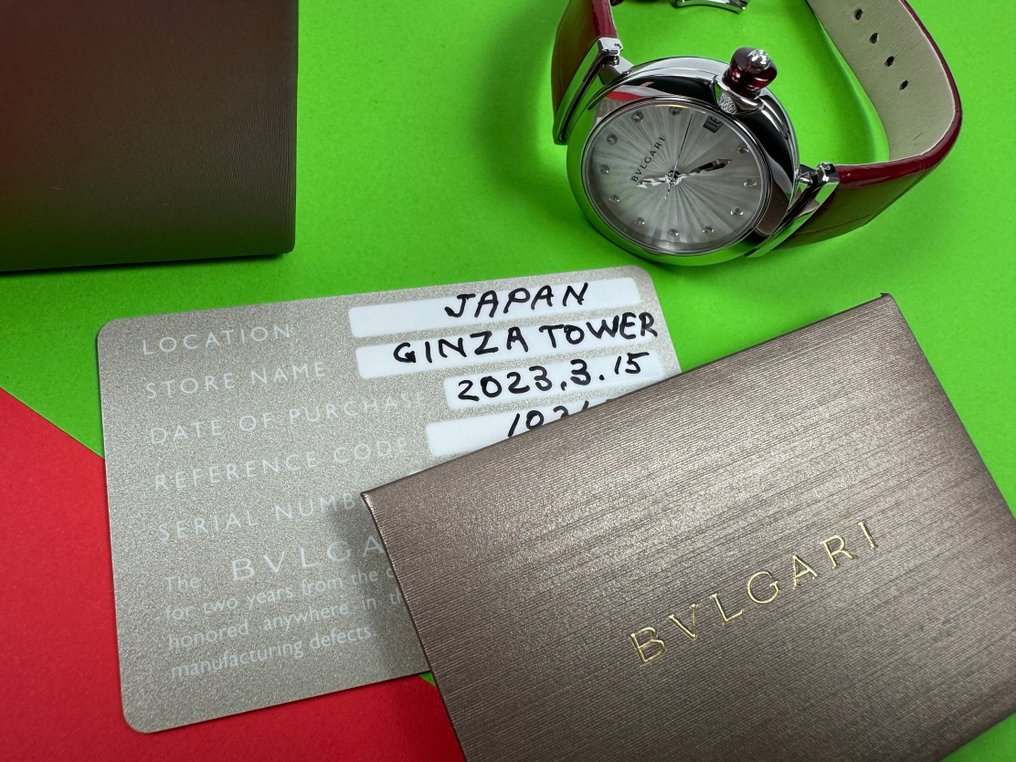 BVLGARI
LOCATION JAPAN
STORE NAME GINZA TOWER
DATE OF PURCHASE 2023.3.15
REFERENCE CODE
SERIAL NUMB
The BVLGA
for two years from the
honored anywhere in
manufacturing defects.
BVLGARI